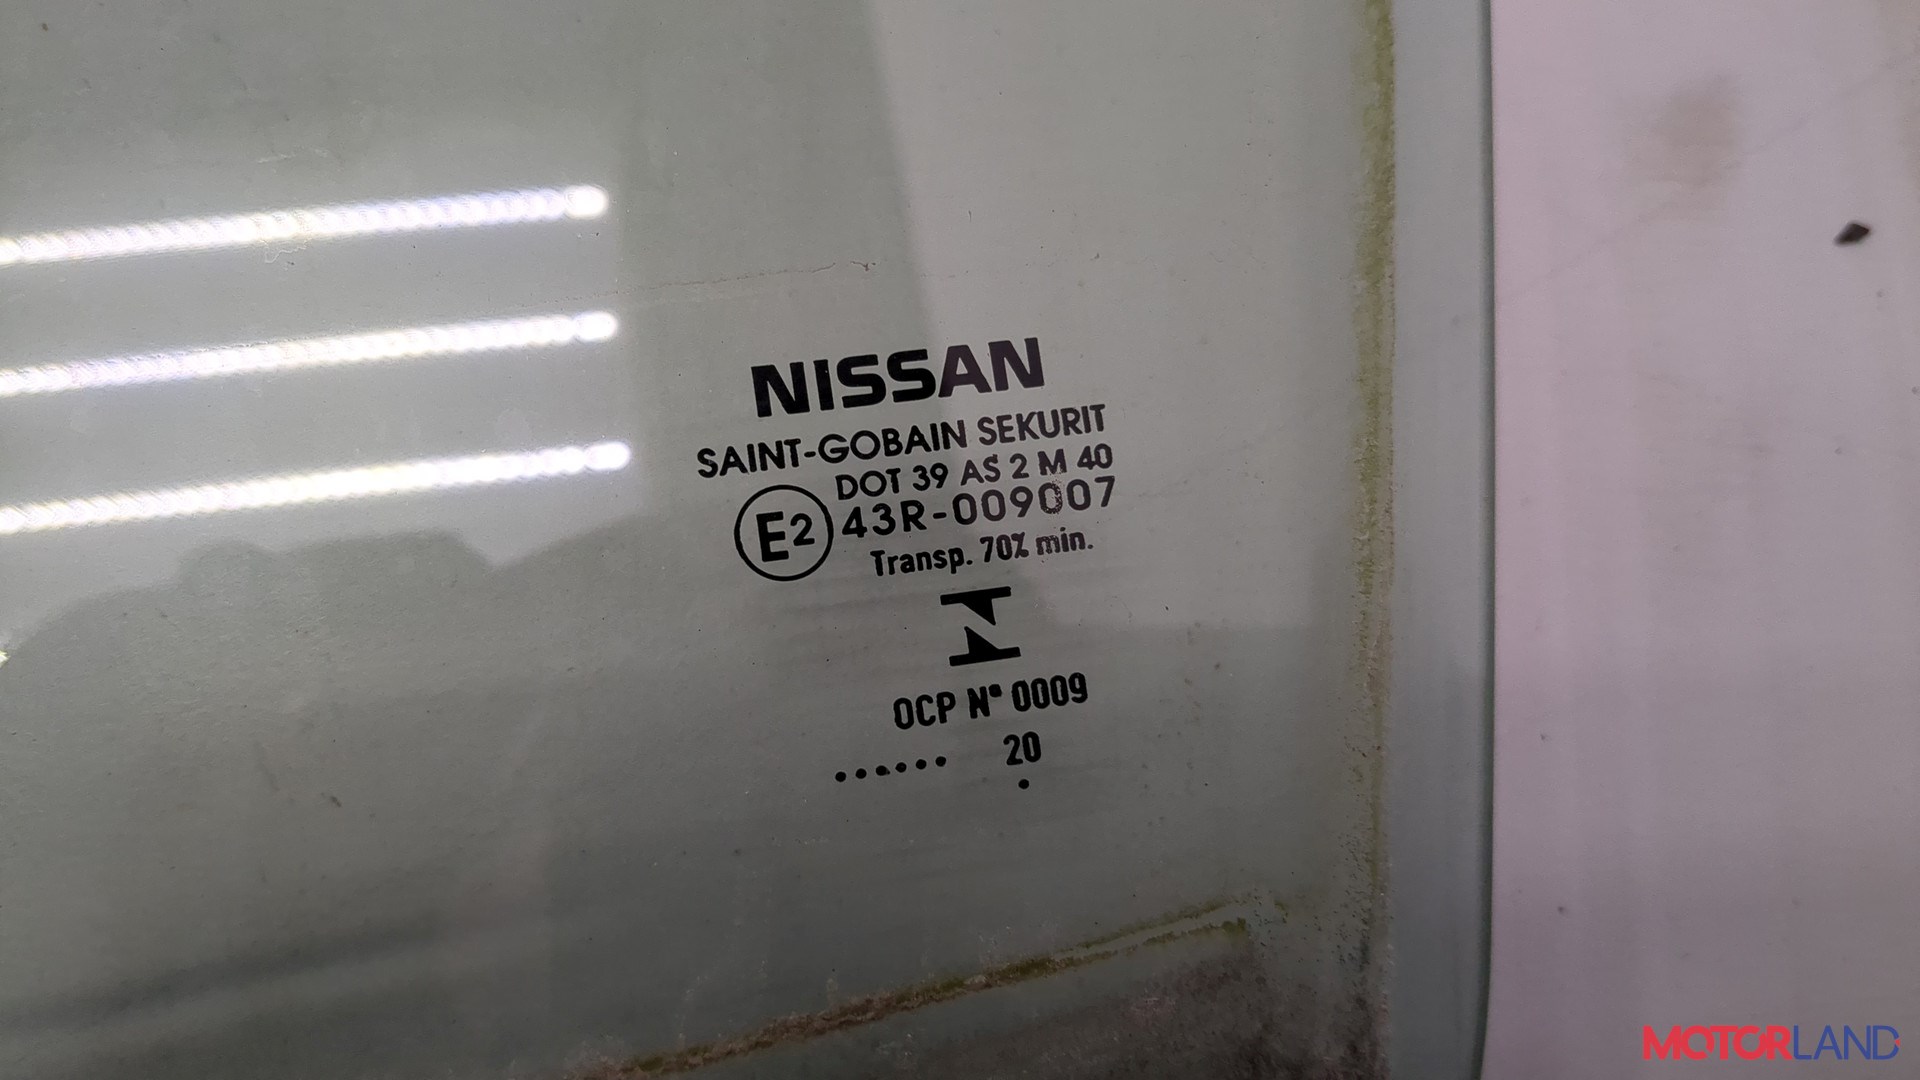 NISSAN
SAINT-GOBAIN SEKURIT
DOT 39 AS 2 M 40
E2 43R-009007
Transp. 70% min.
OCP Nº 0009
...... 20
.
MOTORLAND